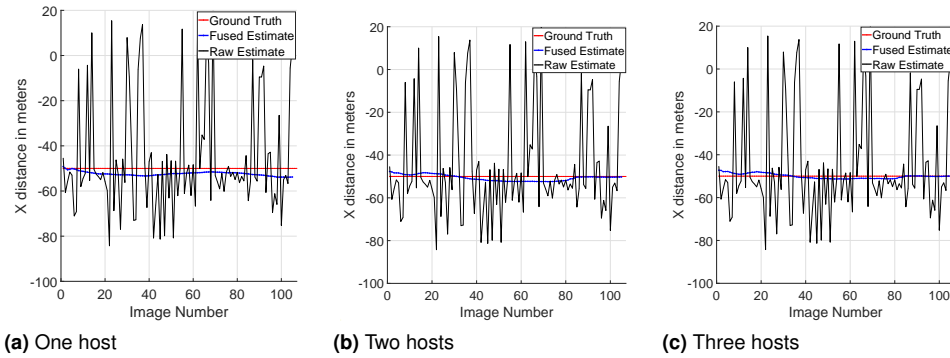 20
0
-20
-40
-60
-80
-100
X distance in meters
0 20 40 60 80 100
Image Number
Ground Truth
Fused Estimate
Raw Estimate
(a) One host
20
0
-20
-40
-60
-80
-100
X distance in meters
0 20 40 60 80 100
Image Number
Ground Truth
Fused Estimate
Raw Estimate
(b) Two hosts
20
0
-20
-40
-60
-80
-100
X distance in meters
0 20 40 60 80 100
Image Number
Ground Truth
Fused Estimate
Raw Estimate
(c) Three hosts